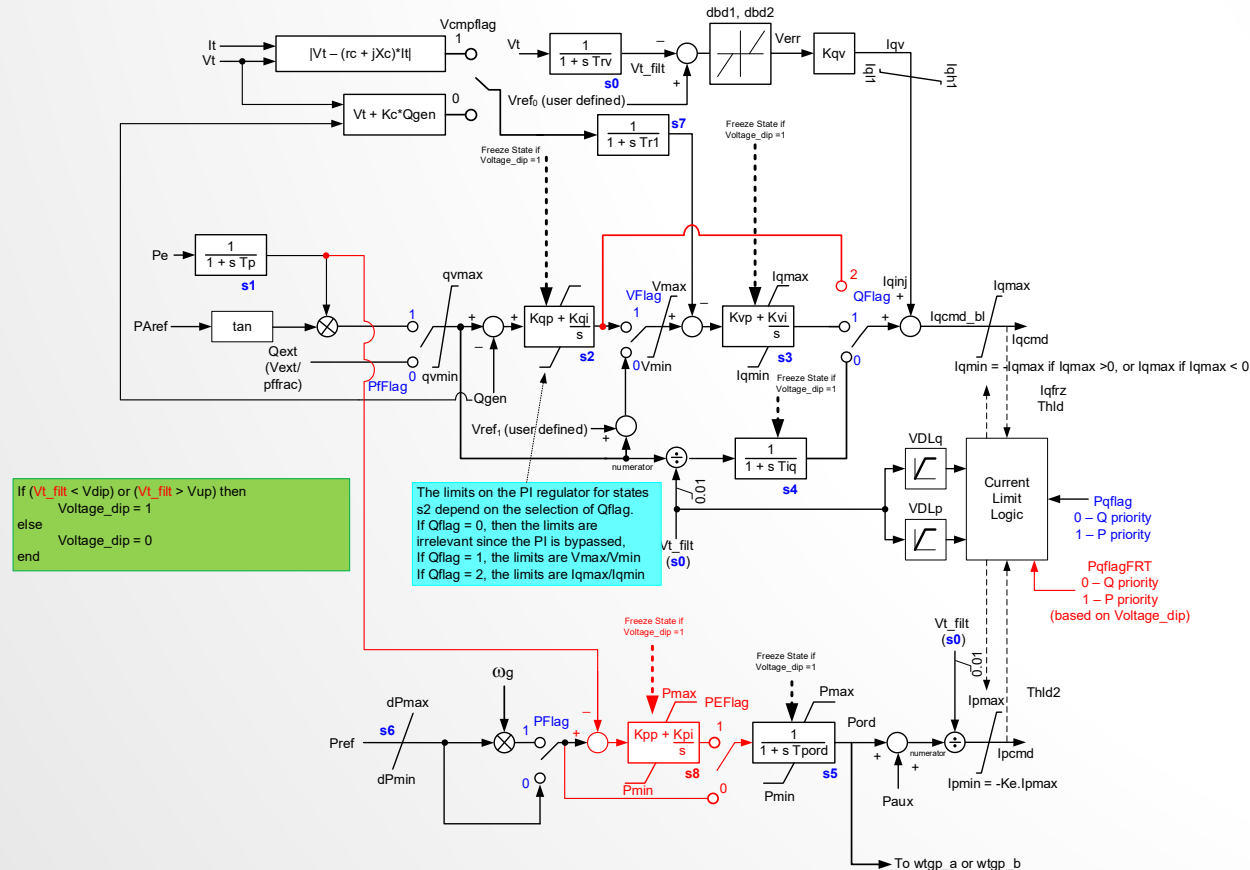 dbd1, dbd2
Vcmpflag
It
Vt
|Vt – (rc + jXc)*It|
1
Vt
1
1 + s Trv
s0
–
Vt_filt
+
Verr
Kqv
Iqv
Iql1
Iqh1
Vt + Kc*Qgen
0
Vref0 (user defined)
1
1 + s Tr1
s7
Freeze State if
Voltage_dip =1
Freeze State if
Voltage_dip =1
Pe
1
1 + s Tp
s1
PAref
tan
Qext
(Vext/
pffrac)
1
0
PfFlag
qvmax
qvmin
+
–
+
Qgen
Kqp + Kqi
s
s2
VFlag
1
0
Vmax
Vmin
+
–
+
Iqmax
Kvp + Kvi
s
s3
Iqmin
2
QFlag
1
0
Iqinj
+
+
Iqcmd_bl
Iqmax
Iqcmd
Iqmin = -Iqmax if Iqmax >0, or Iqmax if Iqmax < 0
Freeze State if
Voltage_dip =1
Vref1 (user defined)
+
+
numerator
÷
0.01
1
1 + s Tiq
s4
Vt_filt
(s0)
Iqfrz
Thld
VDLq
VDLp
Current
Limit
Logic
Pqflag
0 – Q priority
1 – P priority
PqflagFRT
0 – Q priority
1 – P priority
(based on Voltage_dip)
If (Vt_filt < Vdip) or (Vt_filt > Vup) then
Voltage_dip = 1
else
Voltage_dip = 0
end
The limits on the PI regulator for states
s2 depend on the selection of Qflag.
If Qflag = 0, then the limits are
irrelevant since the PI is bypassed,
If Qflag = 1, the limits are Vmax/Vmin
If Qflag = 2, the limits are Iqmax/Iqmin
Freeze State if
Voltage_dip =1
Freeze State if
Voltage_dip =1
Vt_filt
(s0)
0.01
ωg
dPmax
s6
Pref
dPmin
PFlag
1
0
–
+
Pmax
Kpp + Kpi
s
s8
Pmin
PEFlag
1
0
Pmax
1
1 + s Tpord
s5
Pmin
Pord
+
+
Paux
numerator
÷
Ipmax
Thld2
Ipcmd
Ipmin = -Ke.Ipmax
To wtgp_a or wtgp_b